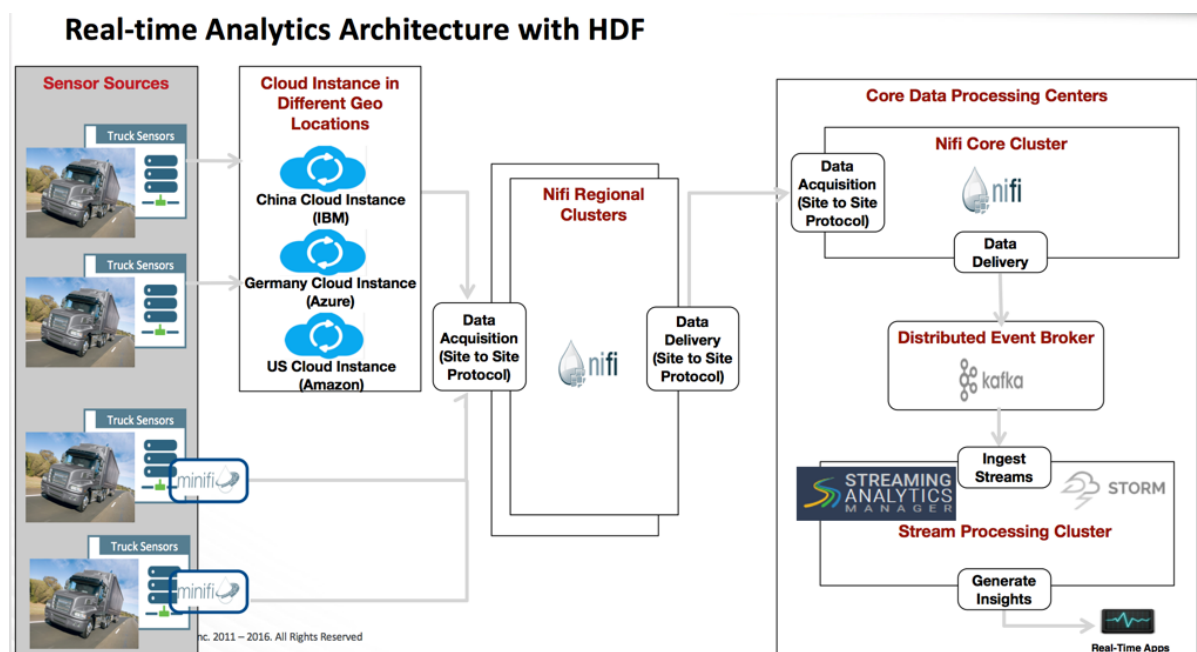 Real-time Analytics Architecture with HDF
Sensor Sources
Truck Sensors
Truck Sensors
Truck Sensors
minifi
Truck Sensors
minifi
nc. 2011 – 2016. All Rights Reserved
Cloud Instance in
Different Geo
Locations
China Cloud Instance
(IBM)
Germany Cloud Instance
(Azure)
US Cloud Instance
(Amazon)
Data
Acquisition
(Site to Site
Protocol)
Nifi Regional
Clusters
nifi
Data
Delivery
(Site to Site
Protocol)
Core Data Processing Centers
Data
Acquisition
(Site to Site
Protocol)
Nifi Core Cluster
nifi
Data
Delivery
Distributed Event Broker
kafka
Ingest
Streams
STREAMING
ANALYTICS
MANAGER
STORM
Stream Processing Cluster
Generate
Insights
Real-Time Apps